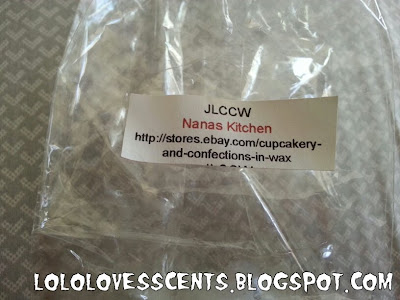 JLCCW
Nanas Kitchen
http://stores.ebay.com/cupcakery-
and-confections-in-wax
LOLOLOVESSCENTS.BLOGSPOT.COM